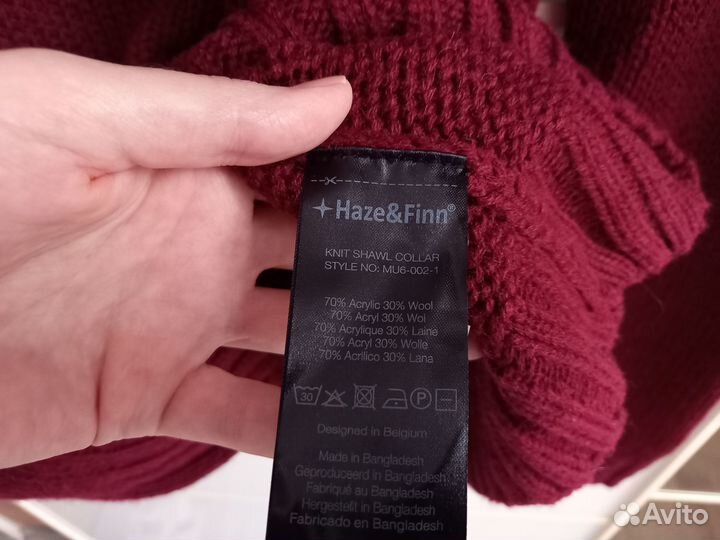 Haze&Finn®
KNIT SHAWL COLLAR
STYLE NO: MU6-002-1
70% Acrylic 30% Wool
70% Acryl 30% Wol
70% Acrylique 30% Laine
70% Acryl 30% Wolle
70% Acrilico 30% Lana
30 P
Designed in Belgium
Made in Bangladesh
Geproduceerd in Bangladesh
Fabriqué au Bangladesh
Hergestellt in Bangladesh
Fabricado en Bangladesh
Avito